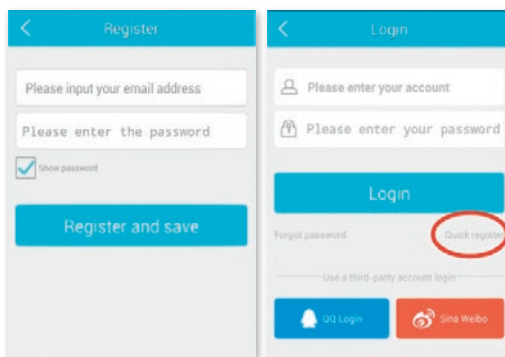 Register
Please input your email address
Please enter the password
Show password
Register and save
Login
Please enter your account
Please enter your password
Login
Forgot password
Quick register
Use a third-party account login
QQ Login
Sina Weibo